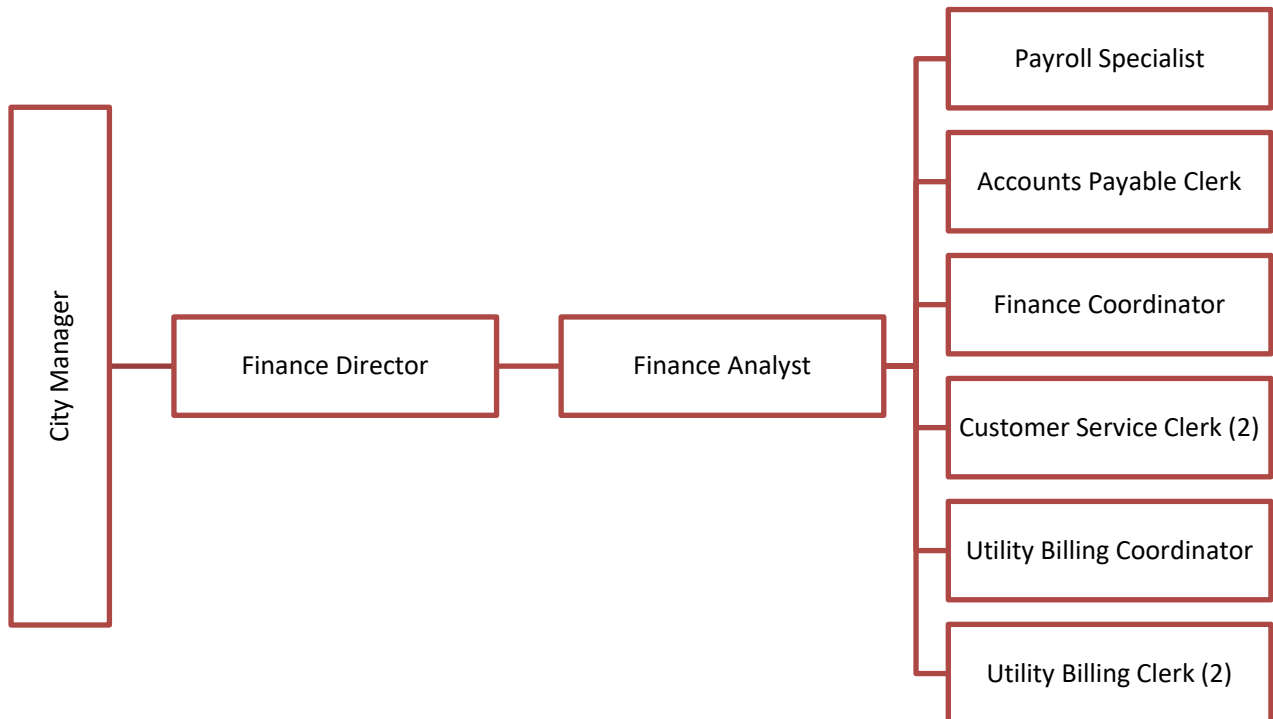 City Manager
Finance Director
Finance Analyst
Payroll Specialist
Accounts Payable Clerk
Finance Coordinator
Customer Service Clerk (2)
Utility Billing Coordinator
Utility Billing Clerk (2)